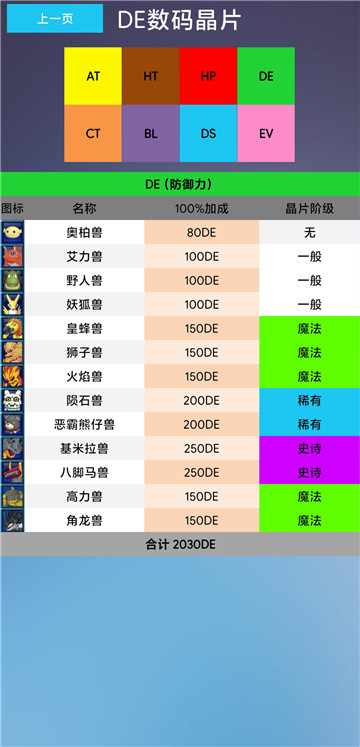 上一页 DE数码晶片
AT HT HP DE
CT BL DS EV
DE (防御力)
图标 名称 100%加成 晶片阶级
奥柏兽 80DE 无
艾力兽 100DE 一般
野人兽 100DE 一般
妖狐兽 100DE 一般
皇蜂兽 150DE 魔法
狮子兽 150DE 魔法
火焰兽 150DE 魔法
陨石兽 200DE 稀有
恶霸熊仔兽 200DE 稀有
基米拉兽 250DE 史诗
八脚马兽 250DE 史诗
高力兽 150DE 魔法
角龙兽 150DE 魔法
合计 2030DE